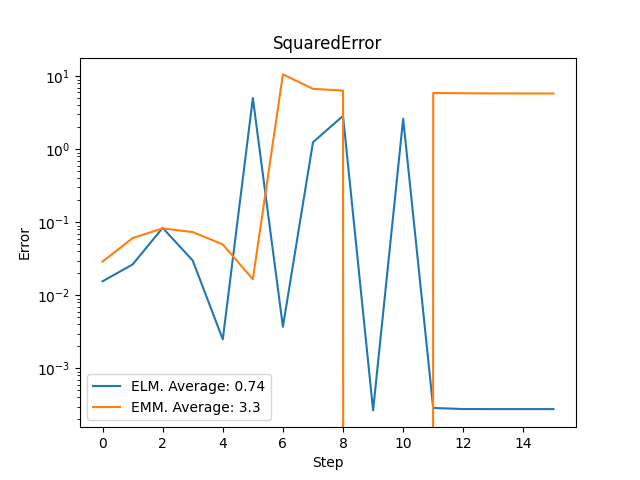 SquaredError
Error
10¹
10⁰
10⁻¹
10⁻²
10⁻³
ELM. Average: 0.74
EMM. Average: 3.3
0 2 4 6 8 10 12 14
Step